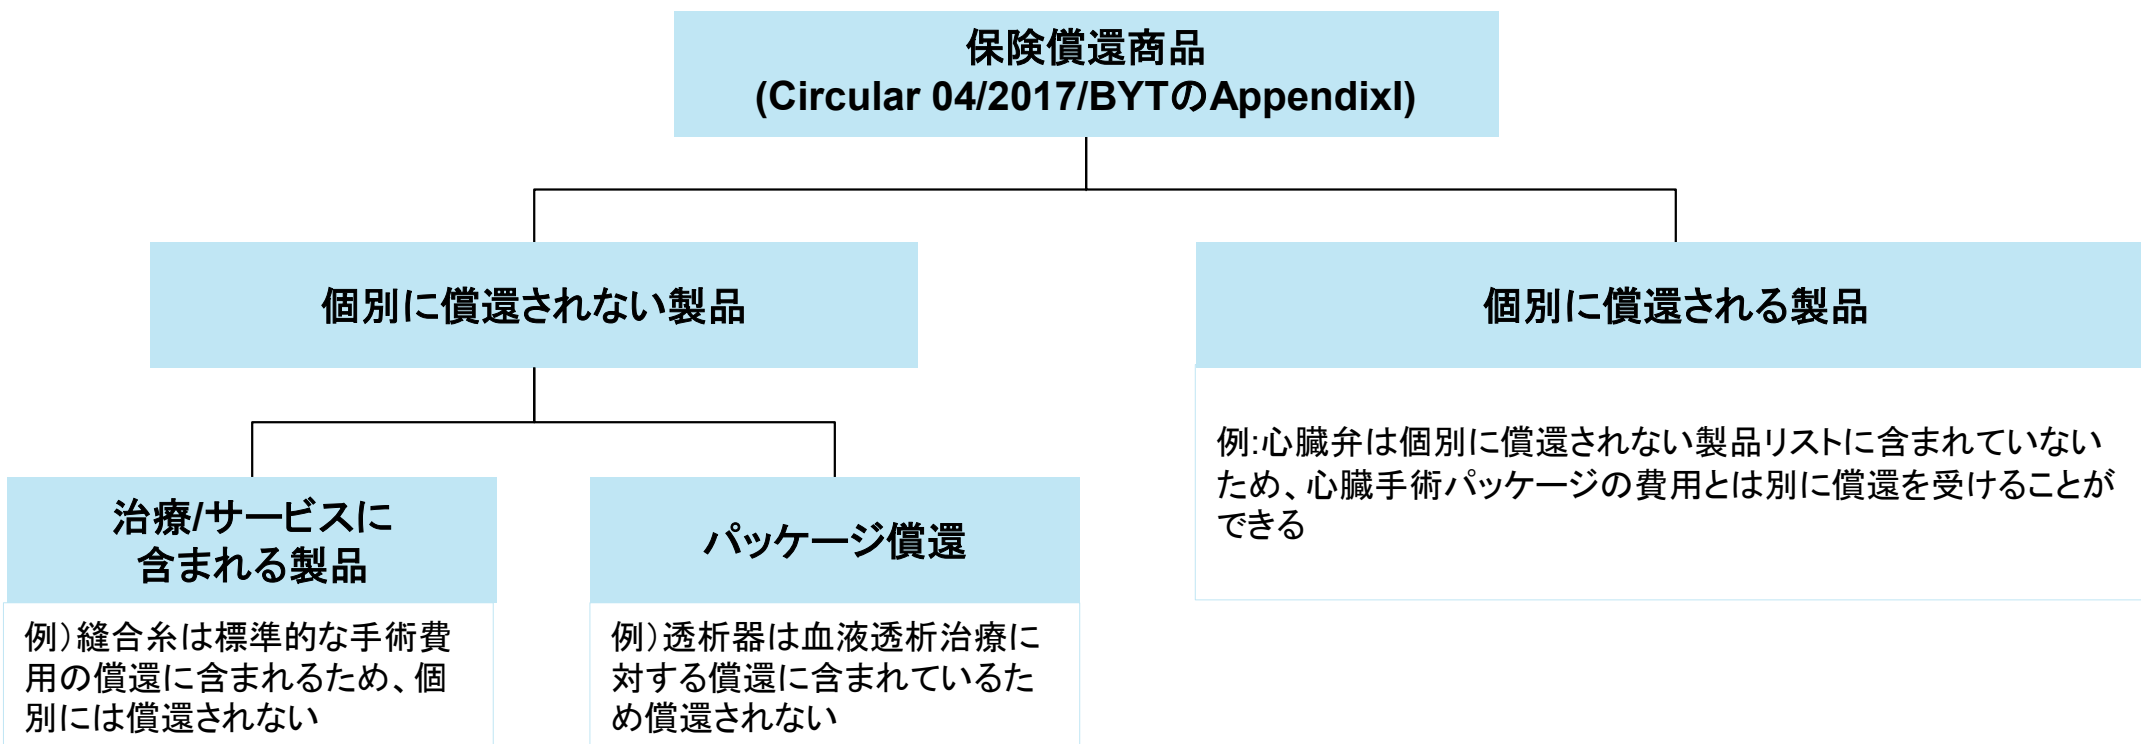 保険償還商品
(Circular 04/2017/BYTのAppendixI)
個別に償還されない製品
個別に償還される製品
例:心臓弁は個別に償還されない製品リストに含まれていない
ため、心臓手術パッケージの費用とは別に償還を受けることが
できる
治療/サービスに
含まれる製品
パッケージ償還
例）縫合糸は標準的な手術費
用の償還に含まれるため、個
別には償還されない
例）透析器は血液透析治療に
対する償還に含まれているた
め償還されない